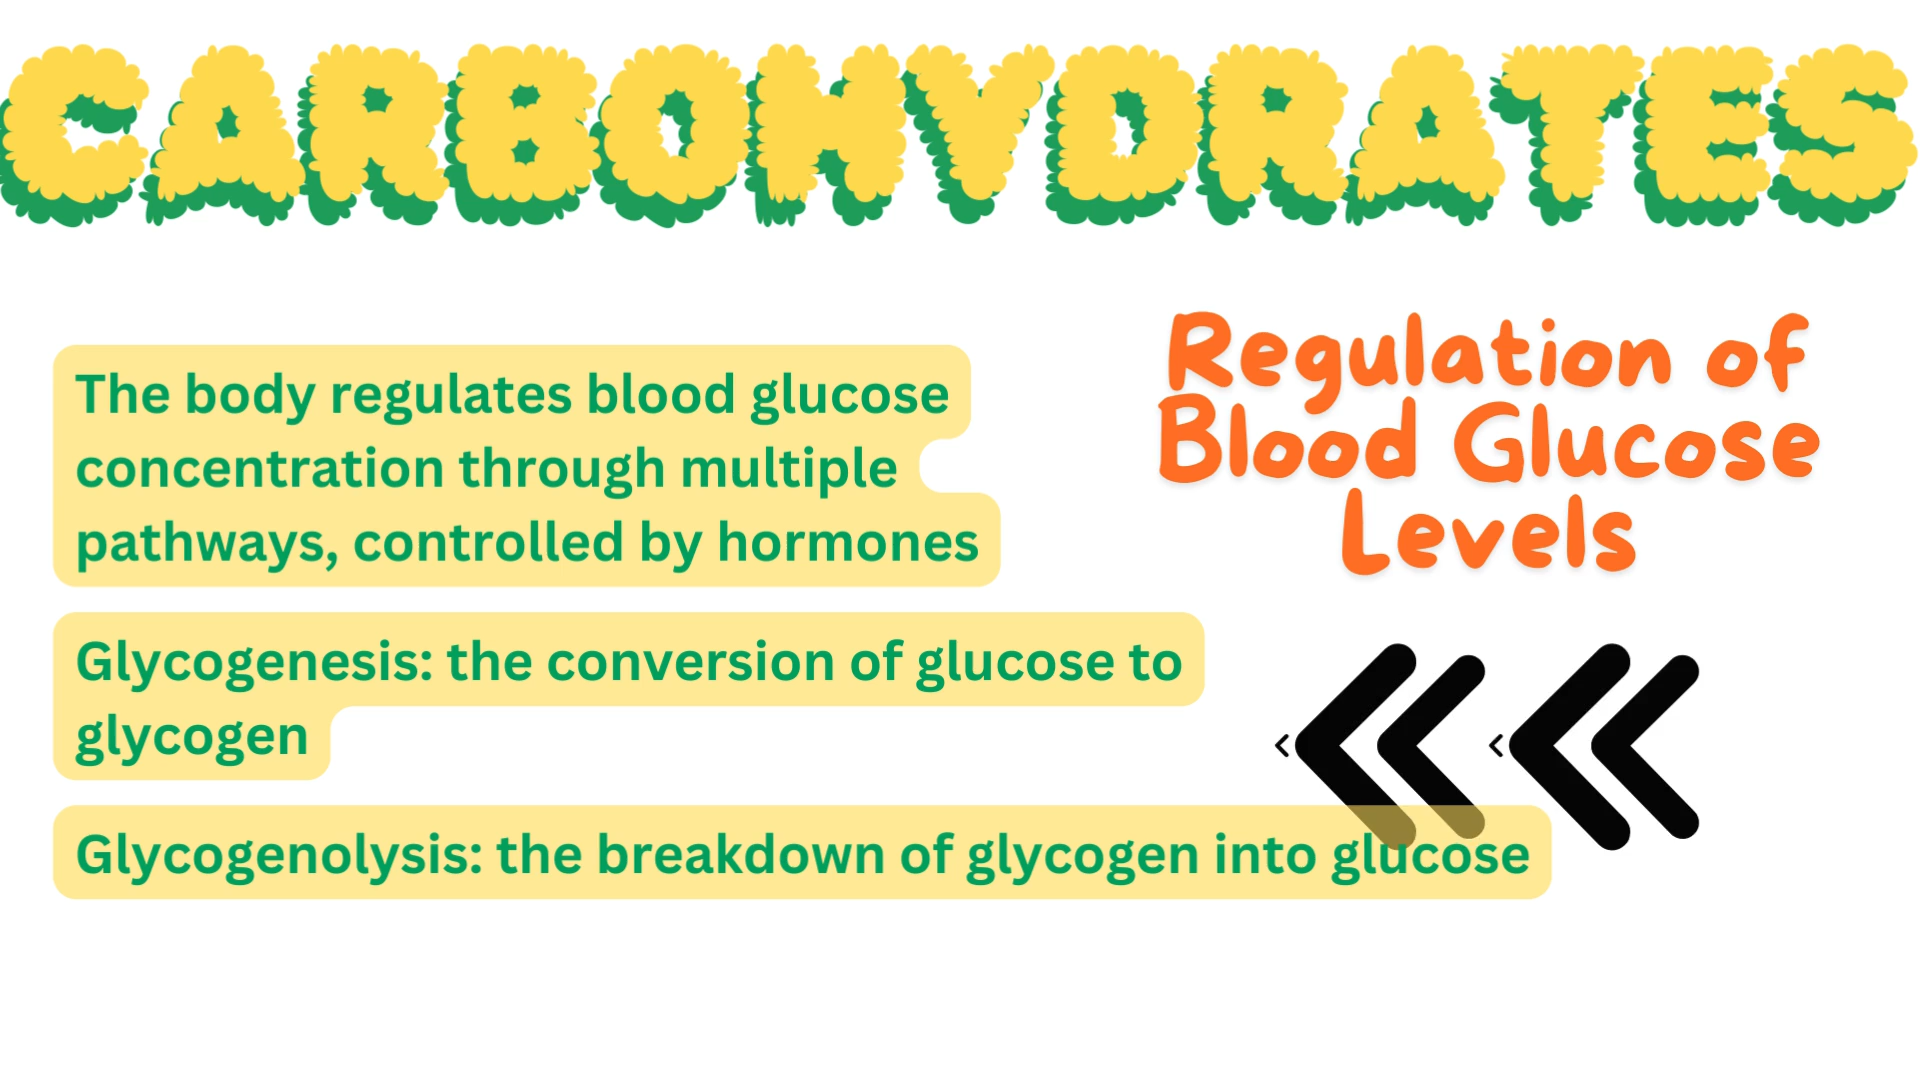 CARBOHYDRATES
The body regulates blood glucose
concentration through multiple
pathways, controlled by hormones
Glycogenesis: the conversion of glucose to
glycogen
Glycogenolysis: the breakdown of glycogen into glucose
Regulation of
Blood Glucose
Levels